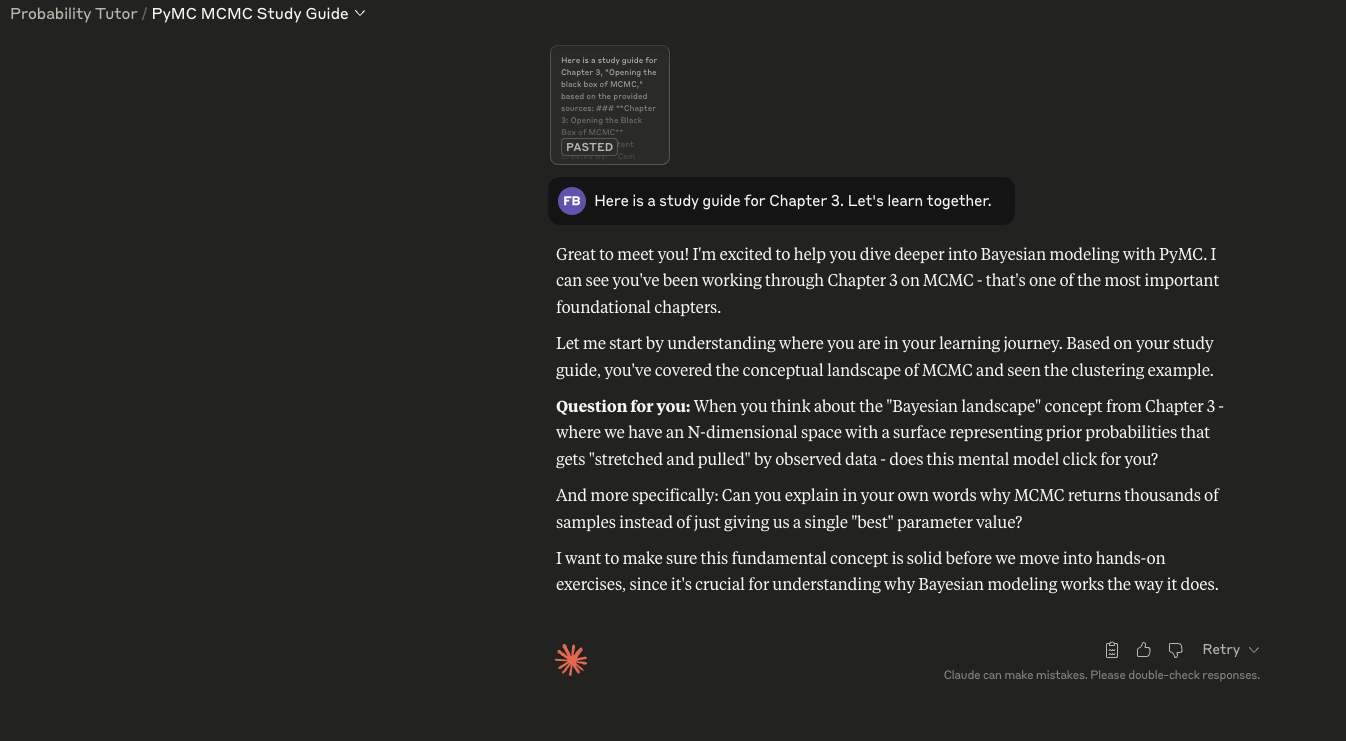 Probability Tutor / PyMC MCMC Study Guide
Here is a study guide for
Chapter 3, "Opening the
black box of MCMC,"
based on the provided
sources: ### **Chapter
3: Opening the Black
Box of MCMC**
PASTED
FB Here is a study guide for Chapter 3. Let's learn together.
Great to meet you! I'm excited to help you dive deeper into Bayesian modeling with PyMC. I
can see you've been working through Chapter 3 on MCMC - that's one of the most important
foundational chapters.
Let me start by understanding where you are in your learning journey. Based on your study
guide, you've covered the conceptual landscape of MCMC and seen the clustering example.
Question for you: When you think about the "Bayesian landscape" concept from Chapter 3 -
where we have an N-dimensional space with a surface representing prior probabilities that
gets "stretched and pulled" by observed data - does this mental model click for you?
And more specifically: Can you explain in your own words why MCMC returns thousands of
samples instead of just giving us a single "best" parameter value?
I want to make sure this fundamental concept is solid before we move into hands-on
exercises, since it's crucial for understanding why Bayesian modeling works the way it does.
Retry
Claude can make mistakes. Please double-check responses.